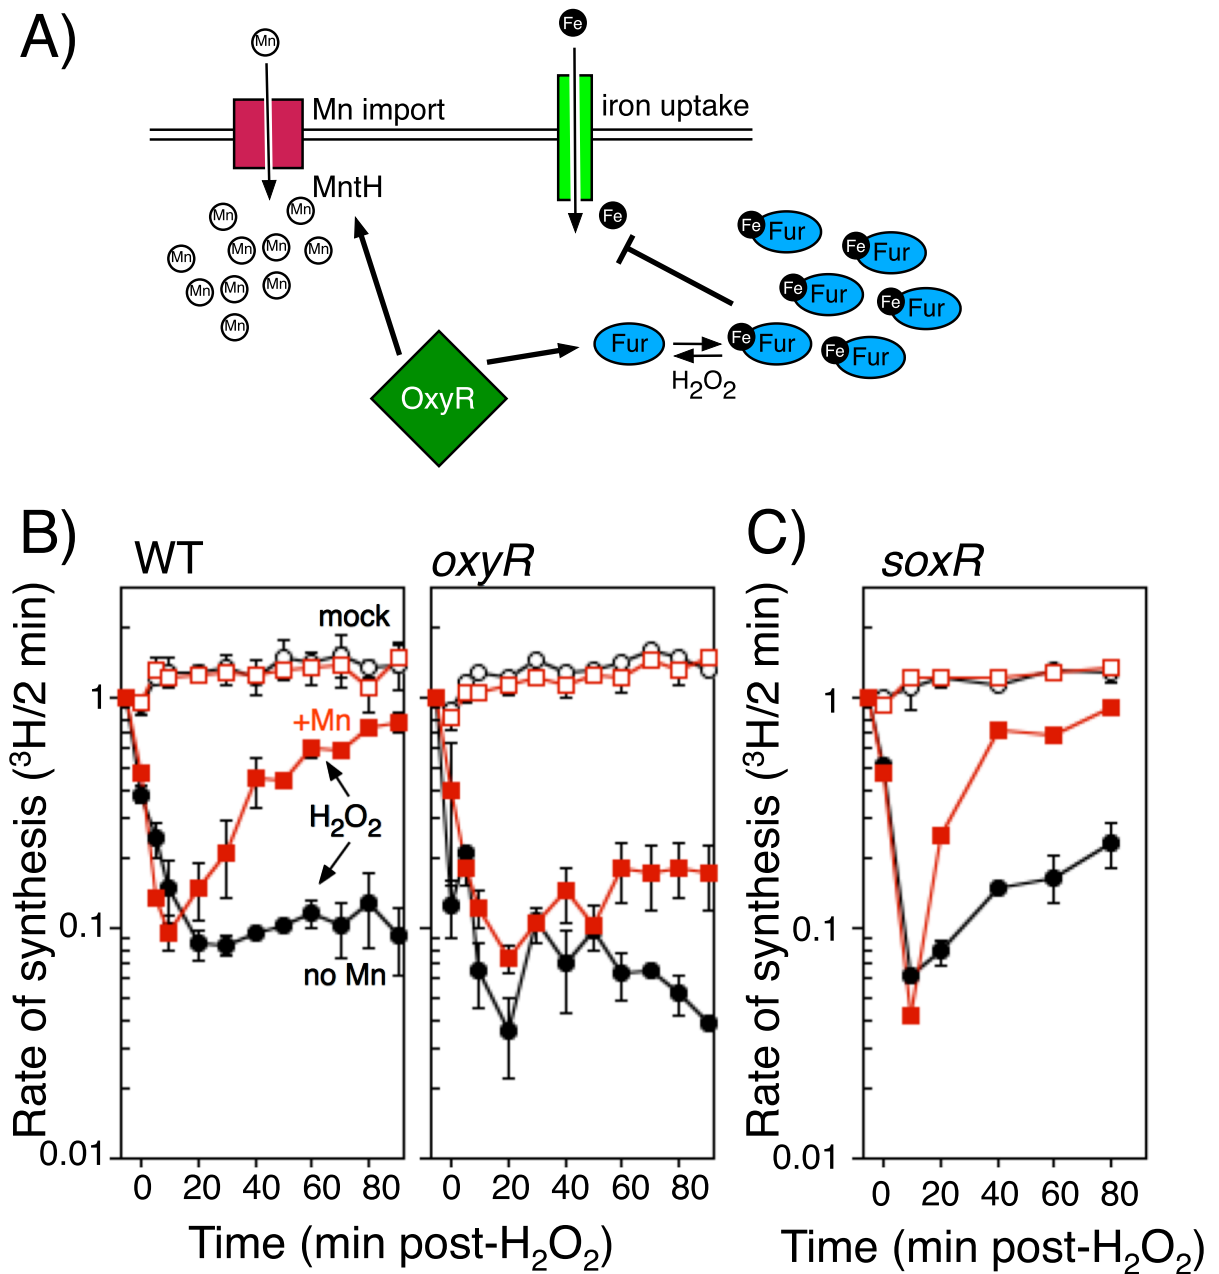 A)
Mn
Fe
Mn import
iron uptake
MntH
Mn
Mn
Mn
Mn
Mn
Mn
Mn
Mn
Mn
Mn
Fe
Fe Fur
Fe Fur
Fe Fur
Fe Fur
Fur
Fe Fur
Fe Fur
H2O2
OxyR
B)
WT
oxyR
C)
soxR
Rate of synthesis (3H/2 min)
1
0.1
0.01
mock
+Mn
H2O2
no Mn
0 20 40 60 80
0 20 40 60 80
Time (min post-H2O2)
Rate of synthesis (3H/2 min)
1
0.1
0.01
0 20 40 60 80
Time (min post-H2O2)